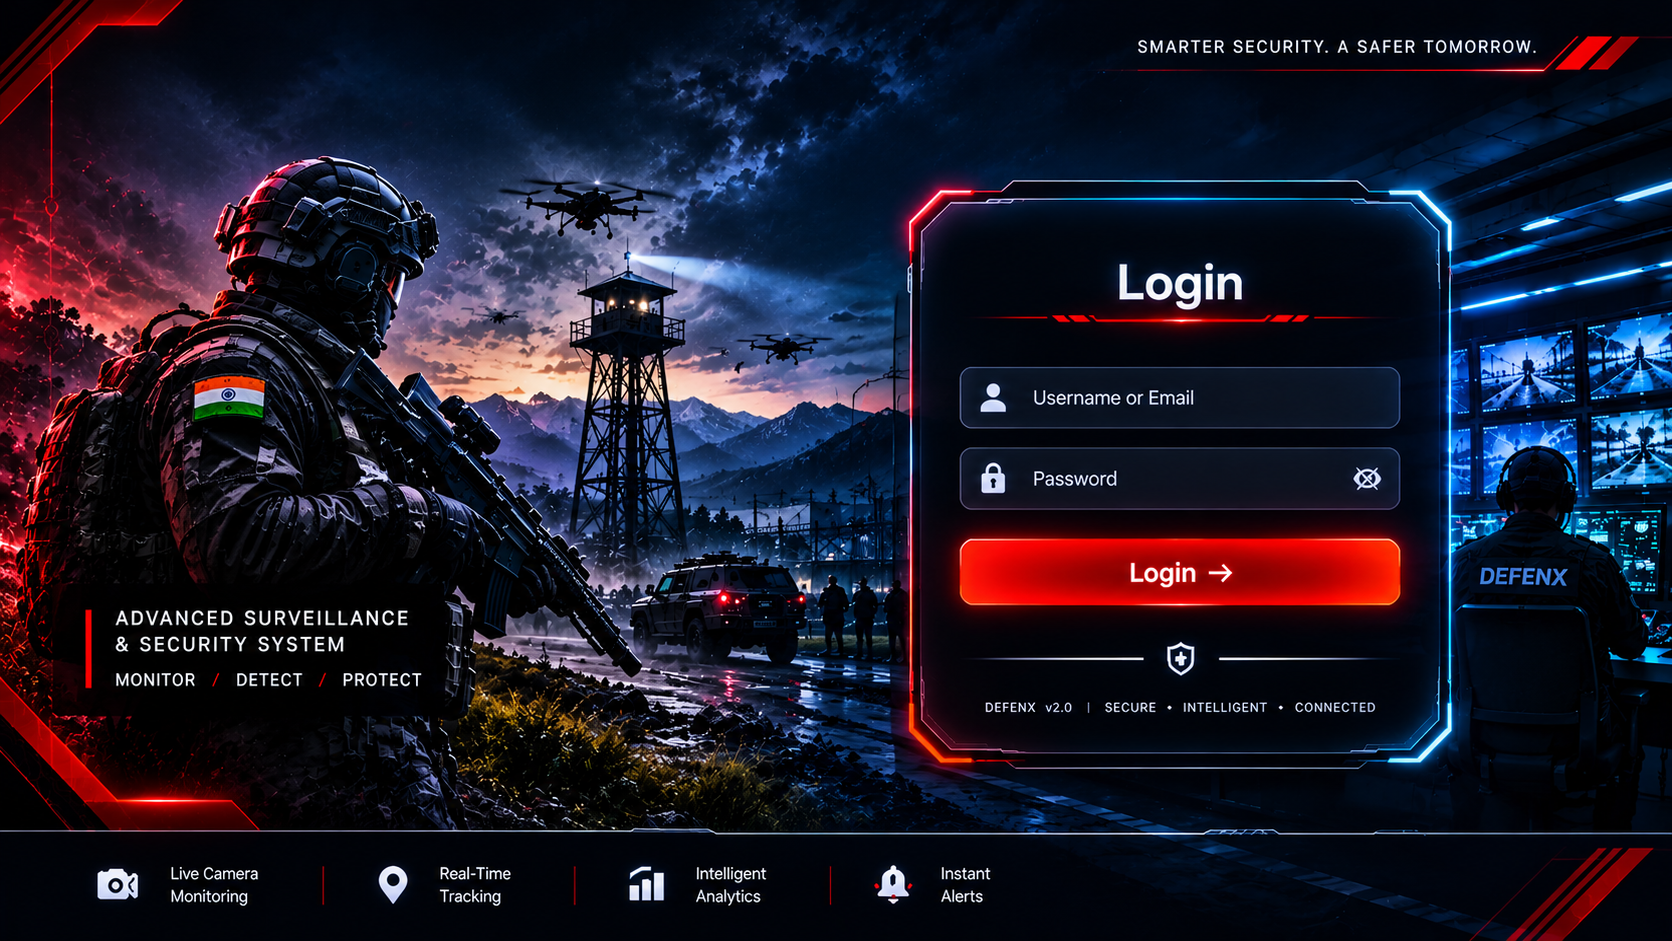 SMARTER SECURITY. A SAFER TOMORROW.
Login
Username or Email
Password
Login →
DEFENX v2.0 | SECURE • INTELLIGENT • CONNECTED
DEFENX
ADVANCED SURVEILLANCE
& SECURITY SYSTEM
MONITOR / DETECT / PROTECT
Live Camera
Monitoring
Real-Time
Tracking
Intelligent
Analytics
Instant
Alerts